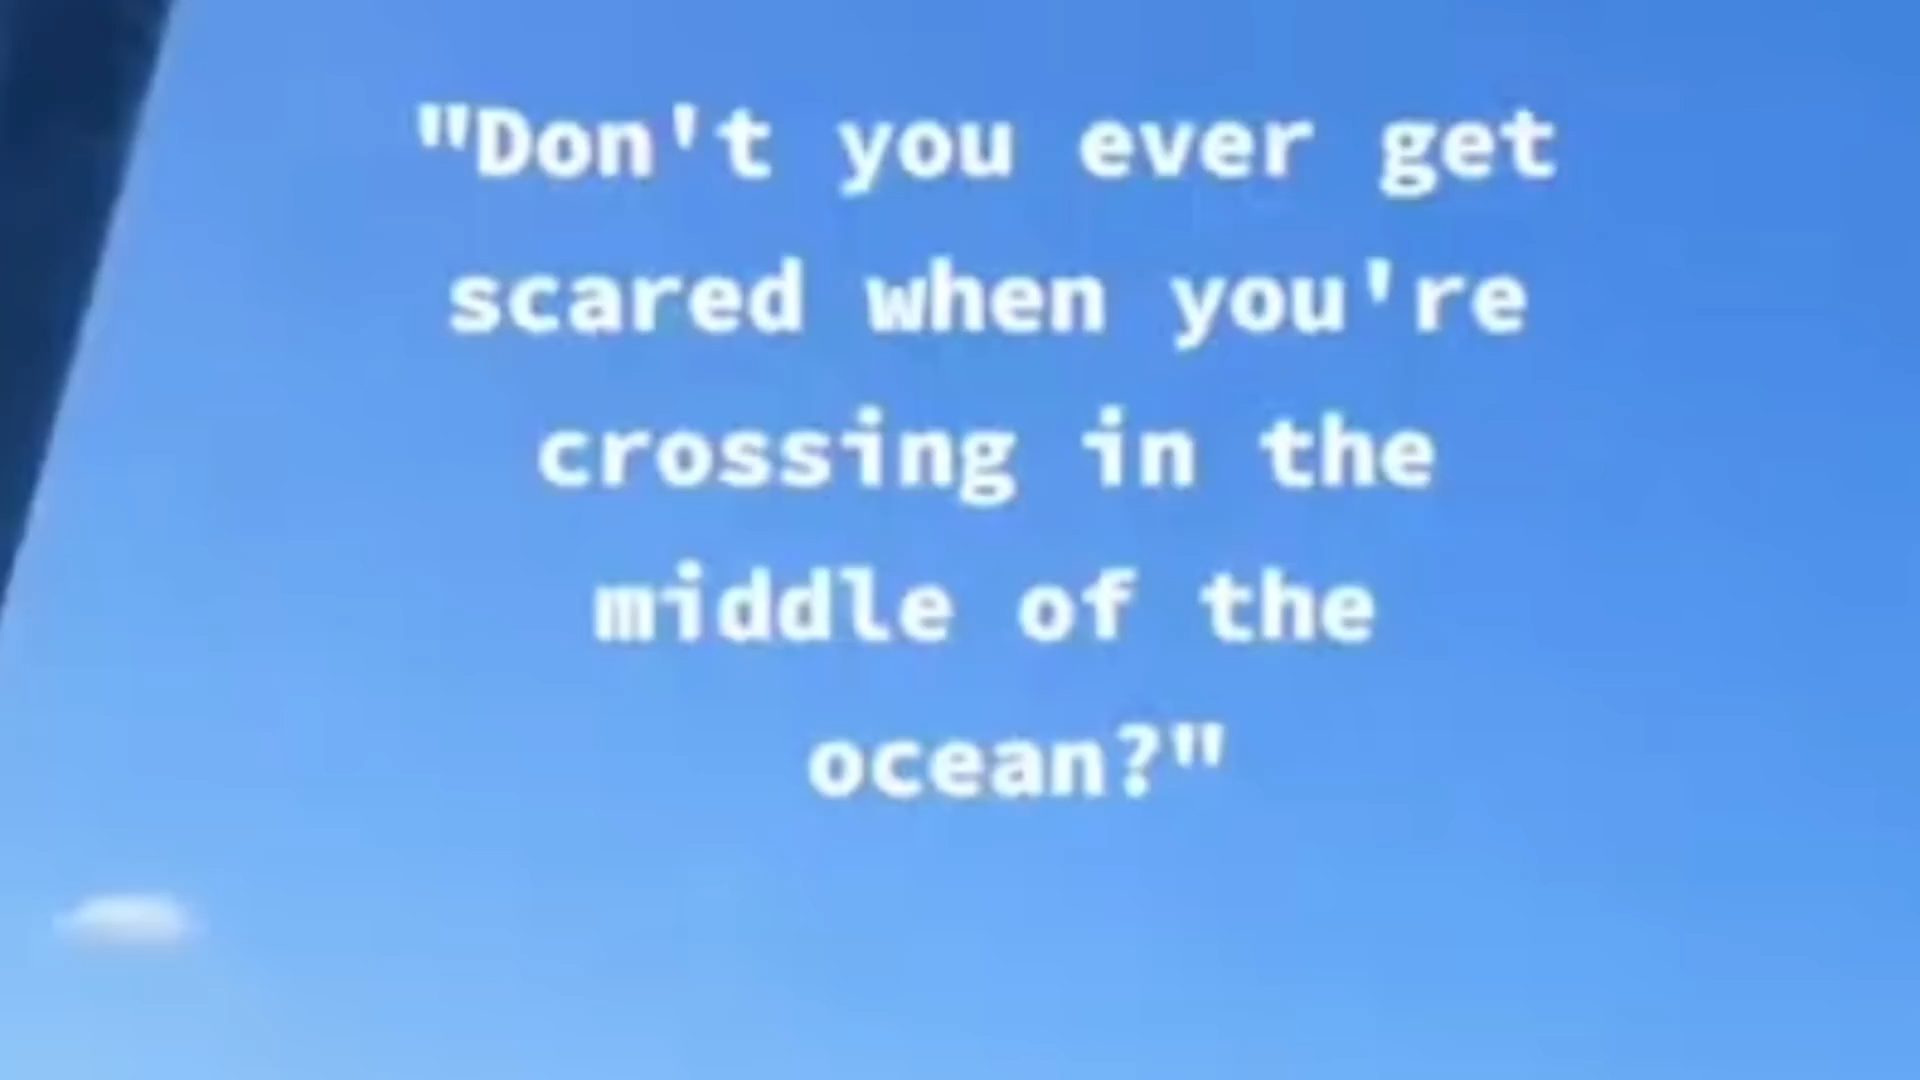 "Don't you ever get
scared when you're
crossing in the
middle of the
ocean?"